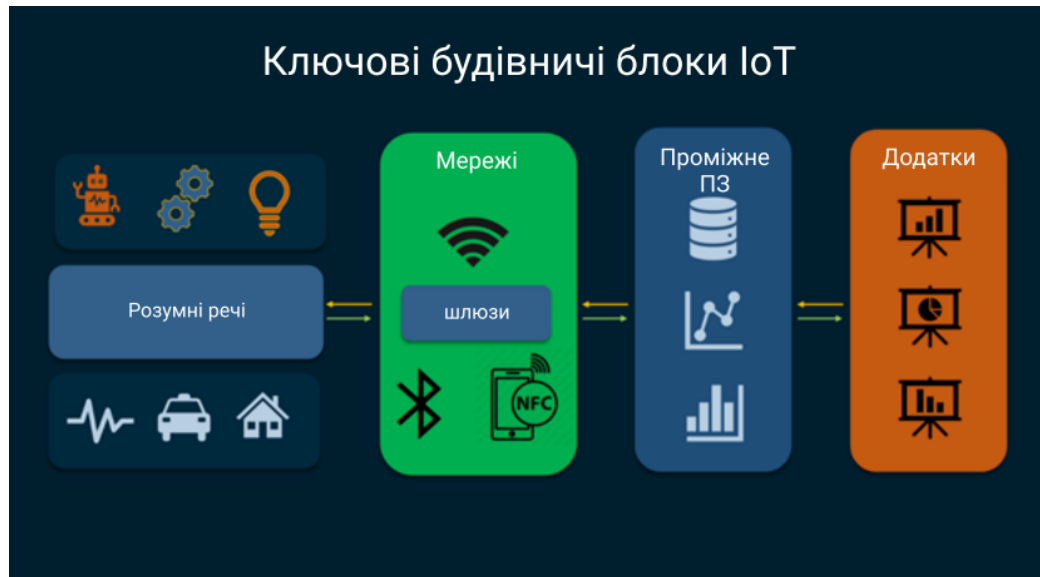 Ключові будівничі блоки IoT
Розумні речі
Мережі
шлюзи
NFC
Проміжне
ПЗ
Додатки